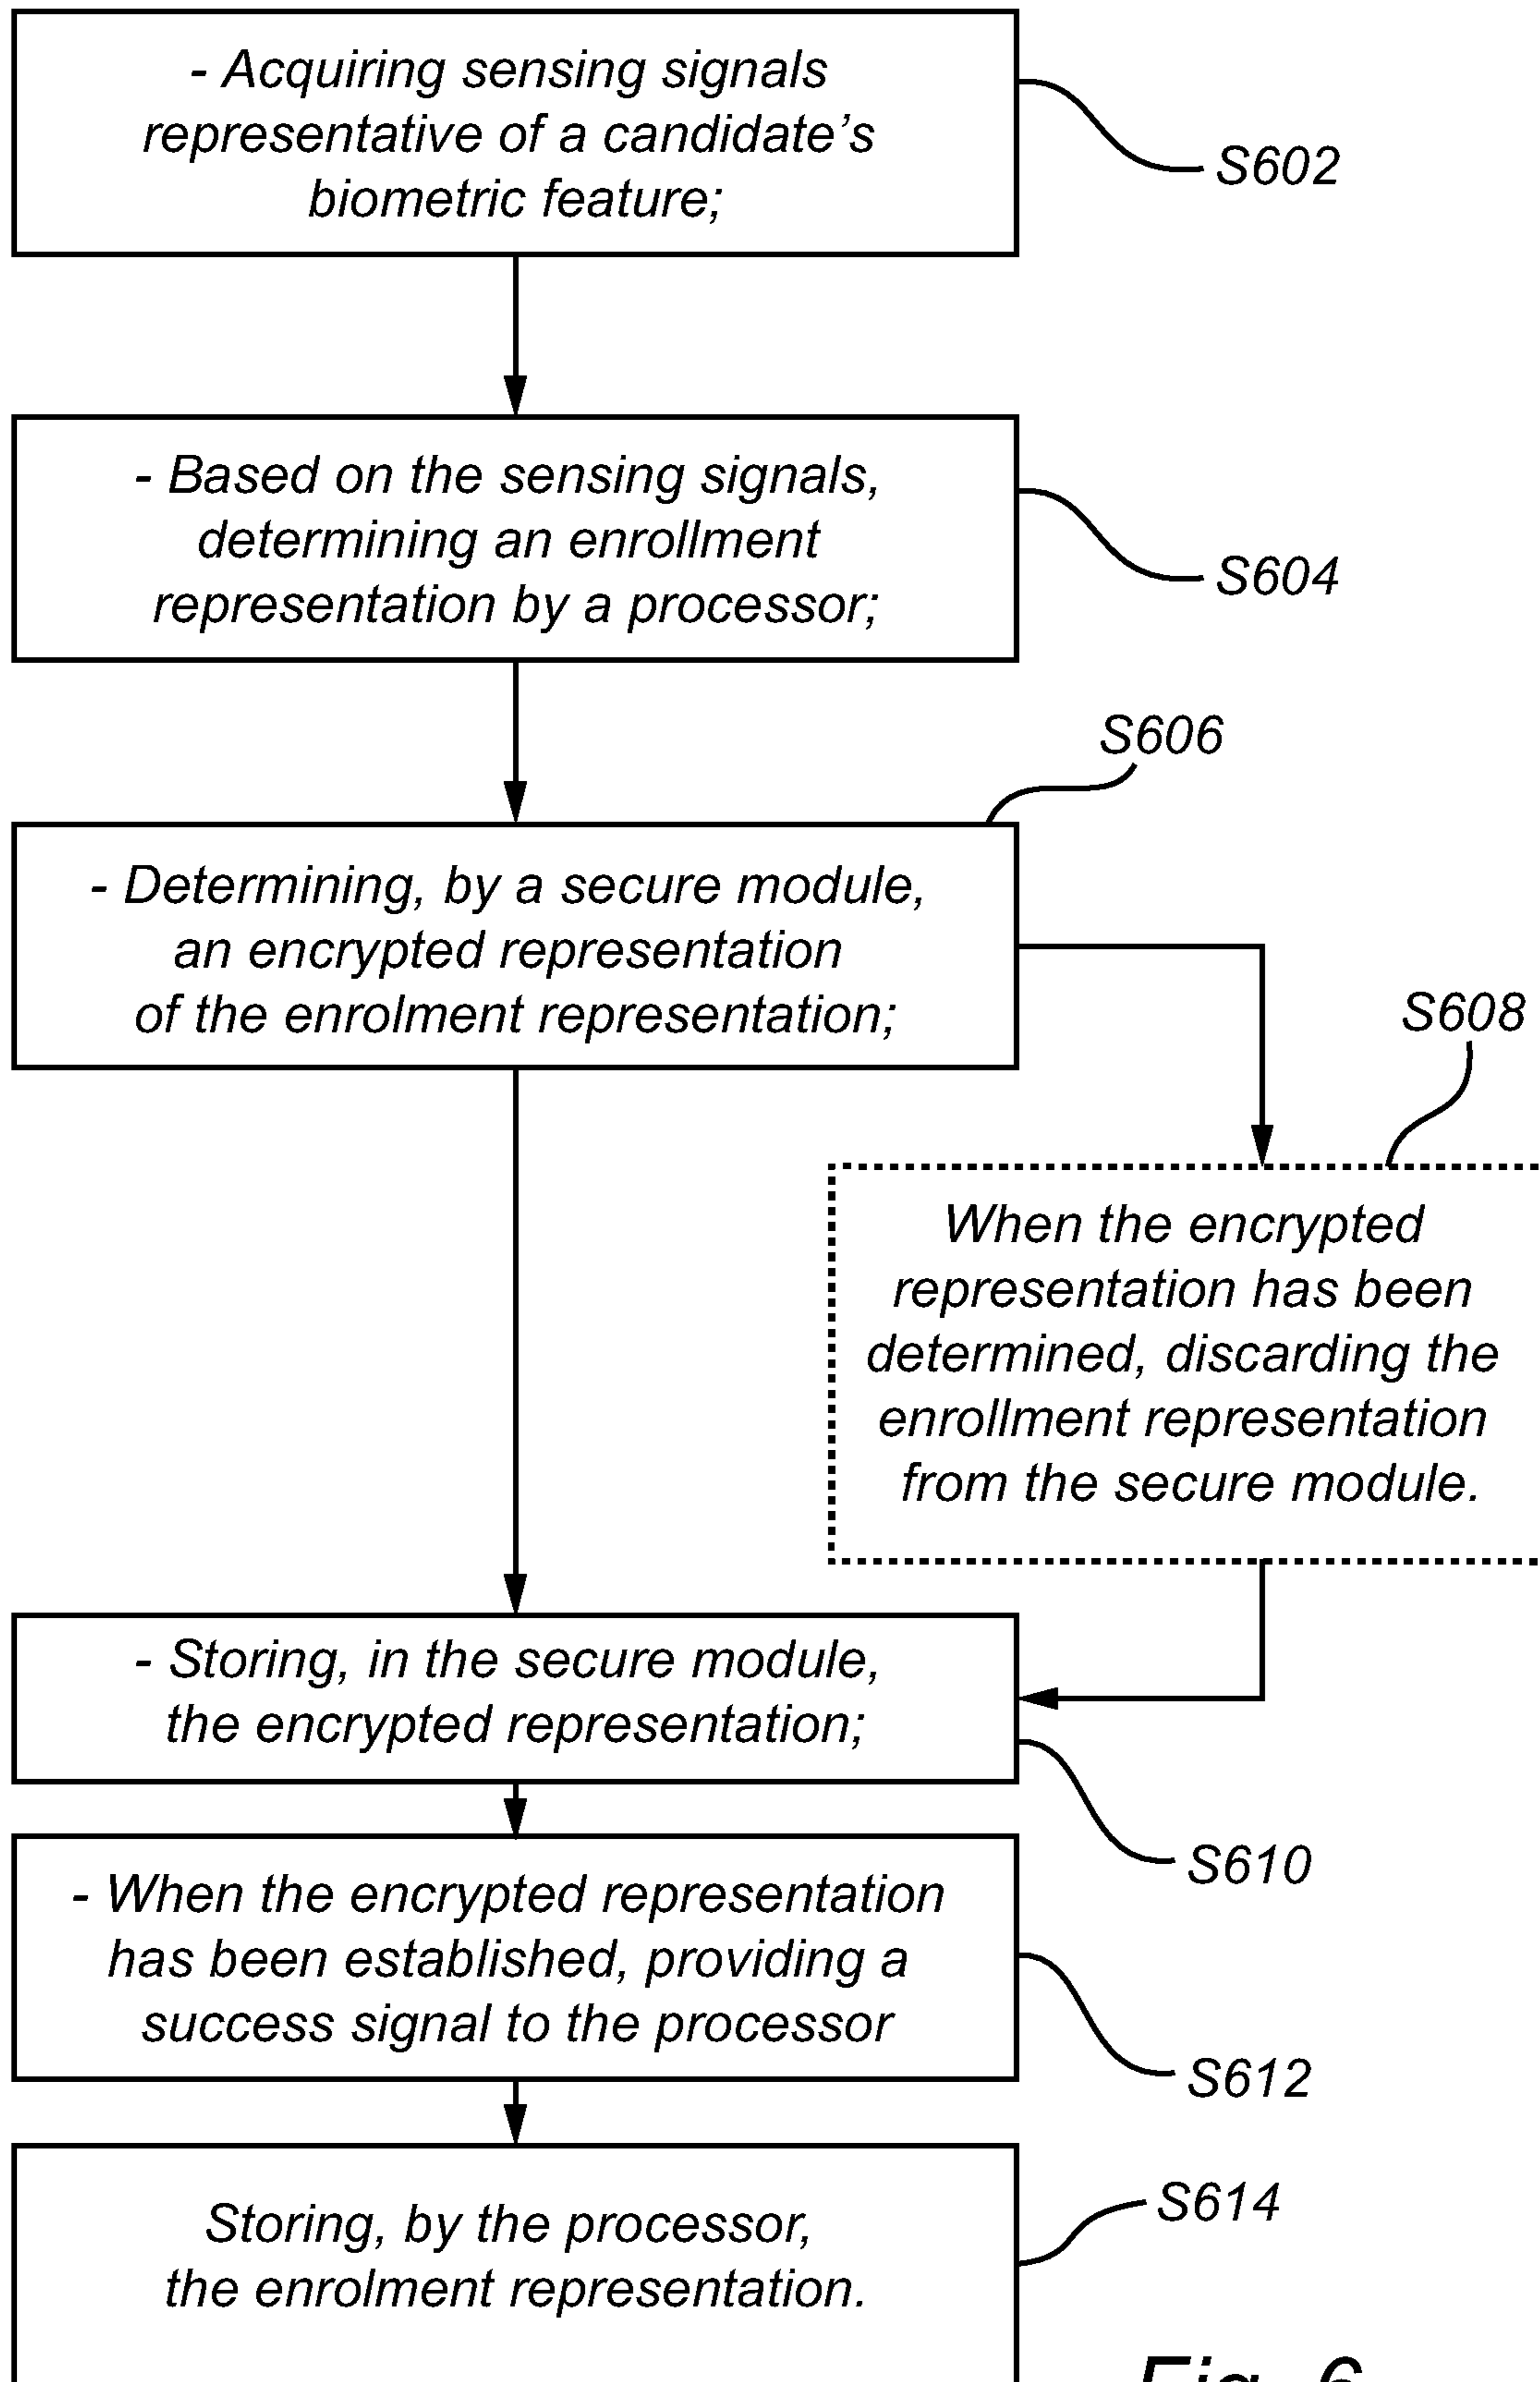 - Acquiring sensing signals
representative of a candidate's
biometric feature;
S602
- Based on the sensing signals,
determining an enrollment
representation by a processor;
S604
S606
- Determining, by a secure module,
an encrypted representation
of the enrolment representation;
S608
When the encrypted
representation has been
determined, discarding the
enrollment representation
from the secure module.
- Storing, in the secure module,
the encrypted representation;
S610
- When the encrypted representation
has been established, providing a
success signal to the processor
S612
S614
Storing, by the processor,
the enrolment representation.
Fig. 6